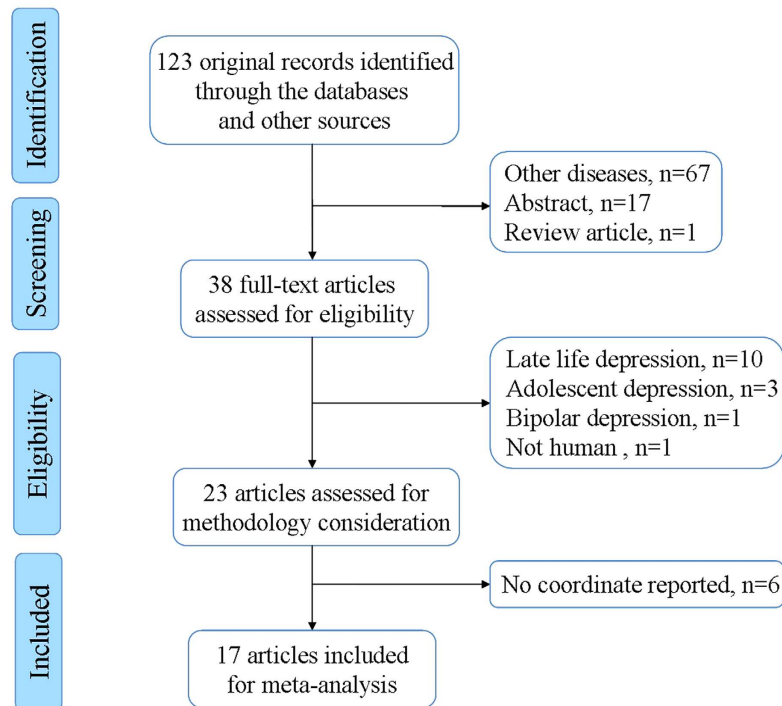 Identification
123 original records identified
through the databases
and other sources
Other diseases, n=67
Abstract, n=17
Review article, n=1
Screening
38 full-text articles
assessed for eligibility
Late life depression, n=10
Adolescent depression, n=3
Bipolar depression, n=1
Not human , n=1
Eligibility
23 articles assessed for
methodology consideration
No coordinate reported, n=6
Included
17 articles included
for meta-analysis